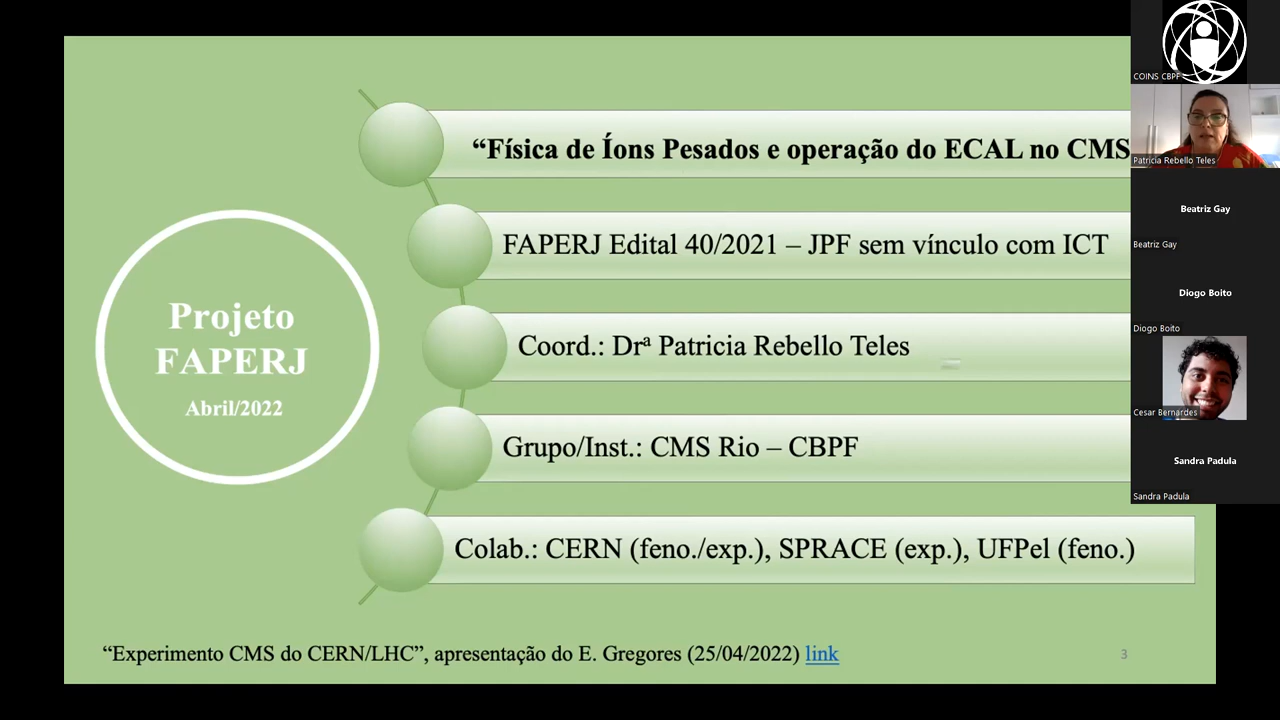 Projeto
FAPERJ
Abril/2022
“Física de Íons Pesados e operação do ECAL no CMS
FAPERJ Edital 40/2021 – JPF sem vínculo com ICT
Coord.: Drª Patricia Rebello Teles
Grupo/Inst.: CMS Rio – CBPF
Colab.: CERN (feno./exp.), SPRACE (exp.), UFPel (feno.)
“Experimento CMS do CERN/LHC”, apresentação do E. Gregores (25/04/2022) link
3
COINS CBPF
Patricia Rebello Teles
Beatriz Gay
Beatriz Gay
Diogo Boito
Diogo Boito
Cesar Bernardes
Sandra Padula
Sandra Padula